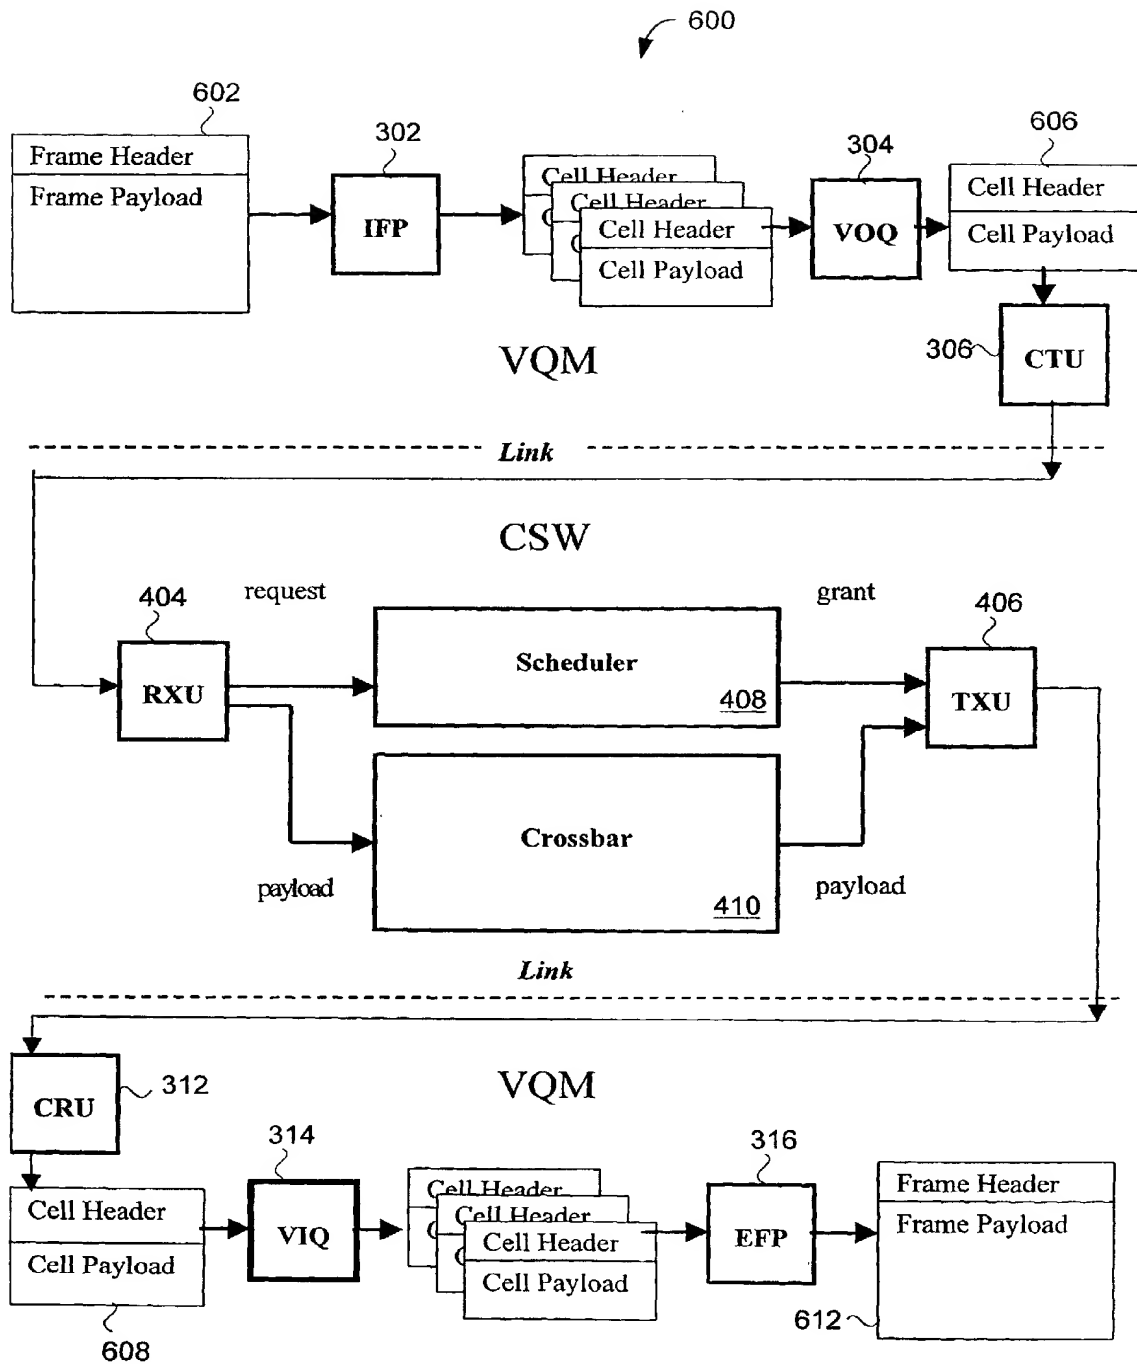 600
602
Frame Header
Frame Payload
302
IFP
Cell Header
C
Cell Header
C
Cell Header
Cell Payload
304
VOQ
606
Cell Header
Cell Payload
306
CTU
VQM
Link
CSW
404
RXU
request
payload
Scheduler
408
Crossbar
410
grant
payload
406
TXU
Link
VQM
CRU
312
Cell Header
Cell Payload
608
314
VIQ
Cell Header
C
Cell Header
C
Cell Header
Cell Payload
316
EFP
Frame Header
Frame Payload
612